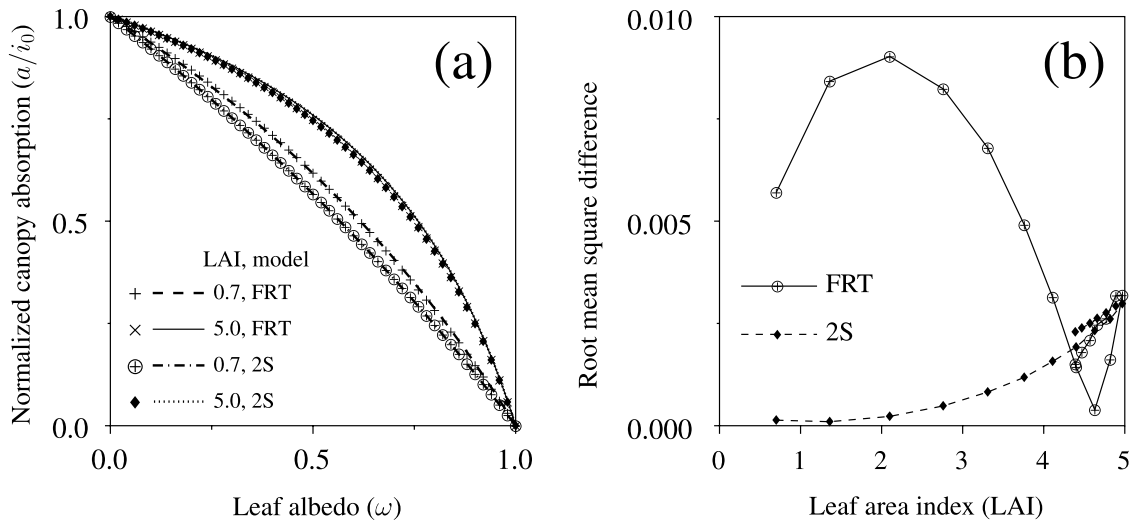 Normalized canopy absorption (a/i₀)
1.0
0.5
0.0
(a)
LAI, model
0.7, FRT
5.0, FRT
0.7, 2S
5.0, 2S
0.0 0.5 1.0
Leaf albedo (ω)
Root mean square difference
0.010
0.005
0.000
(b)
FRT
2S
0 1 2 3 4 5
Leaf area index (LAI)